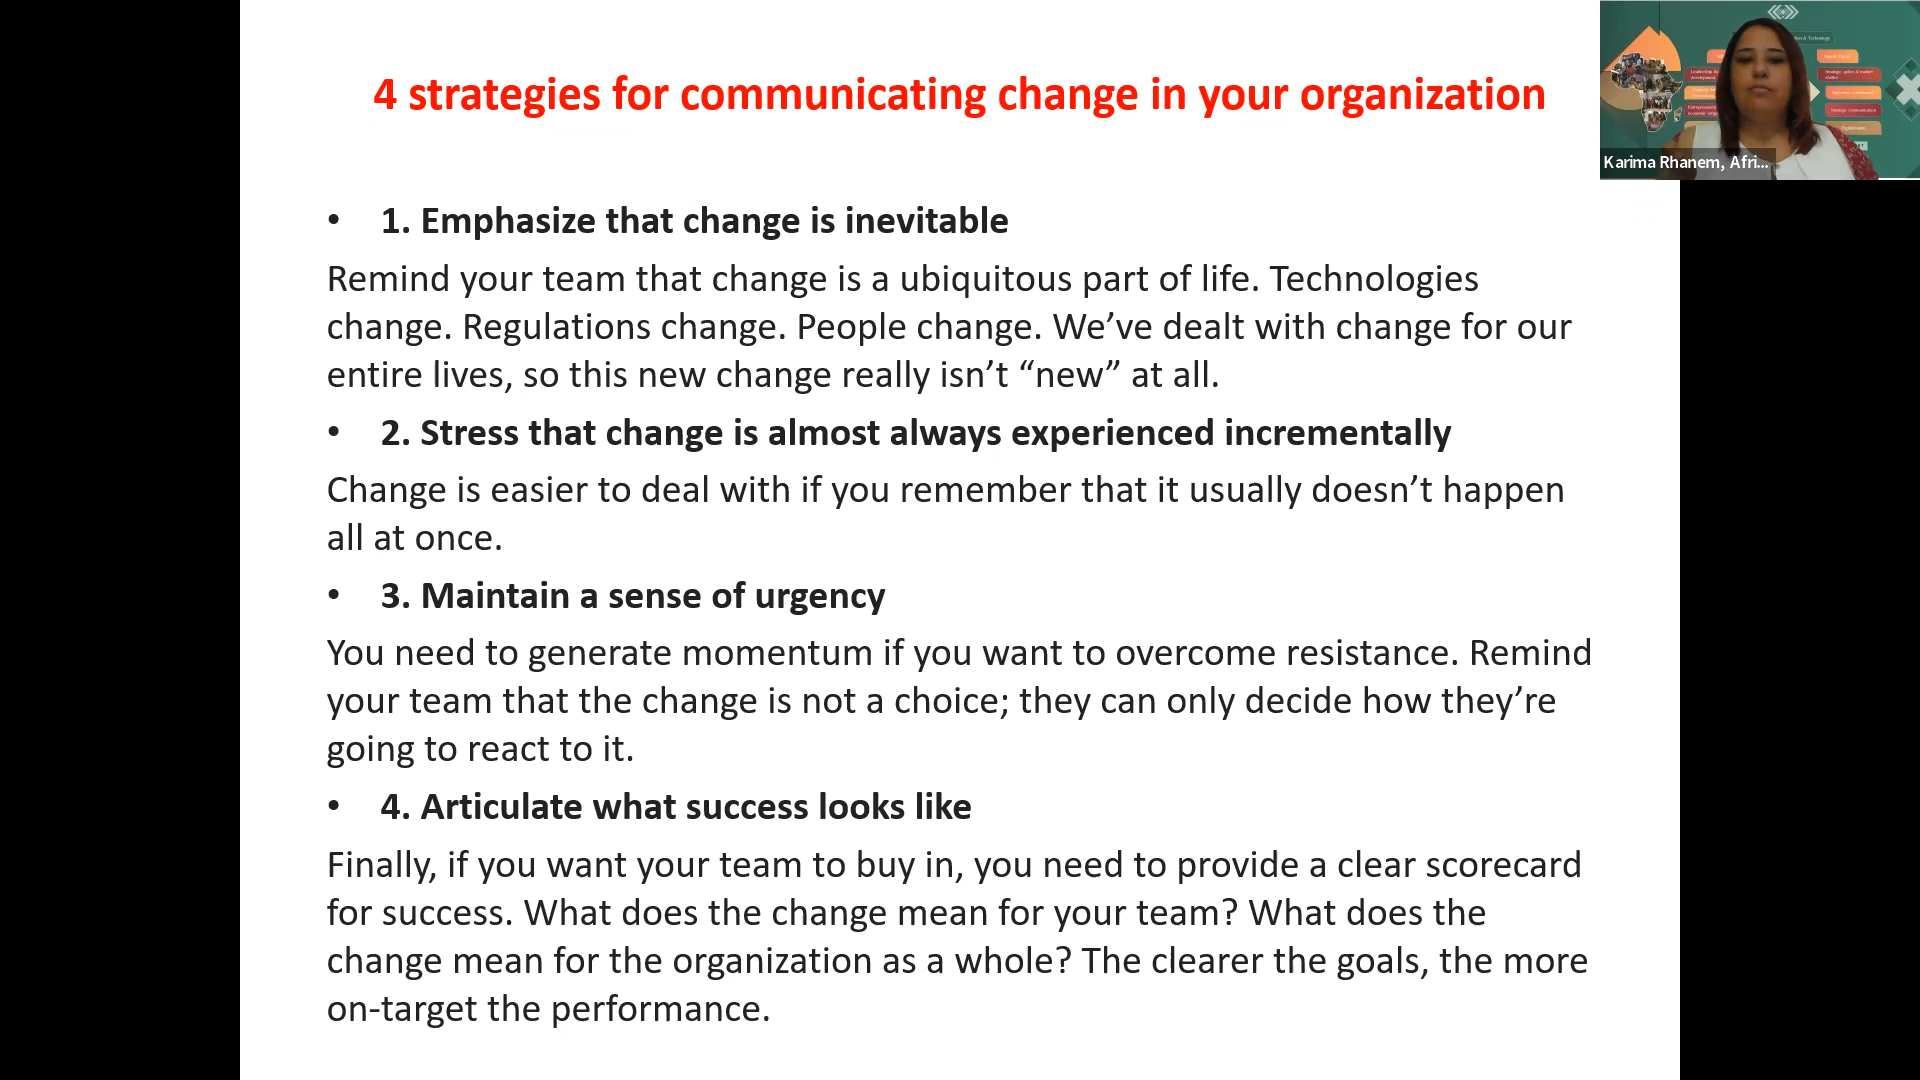 4 strategies for communicating change in your organization
• 1. Emphasize that change is inevitable
Remind your team that change is a ubiquitous part of life. Technologies
change. Regulations change. People change. We’ve dealt with change for our
entire lives, so this new change really isn’t “new” at all.
• 2. Stress that change is almost always experienced incrementally
Change is easier to deal with if you remember that it usually doesn’t happen
all at once.
• 3. Maintain a sense of urgency
You need to generate momentum if you want to overcome resistance. Remind
your team that the change is not a choice; they can only decide how they’re
going to react to it.
• 4. Articulate what success looks like
Finally, if you want your team to buy in, you need to provide a clear scorecard
for success. What does the change mean for your team? What does the
change mean for the organization as a whole? The clearer the goals, the more
on-target the performance.
Karima Rhanem, Afri...